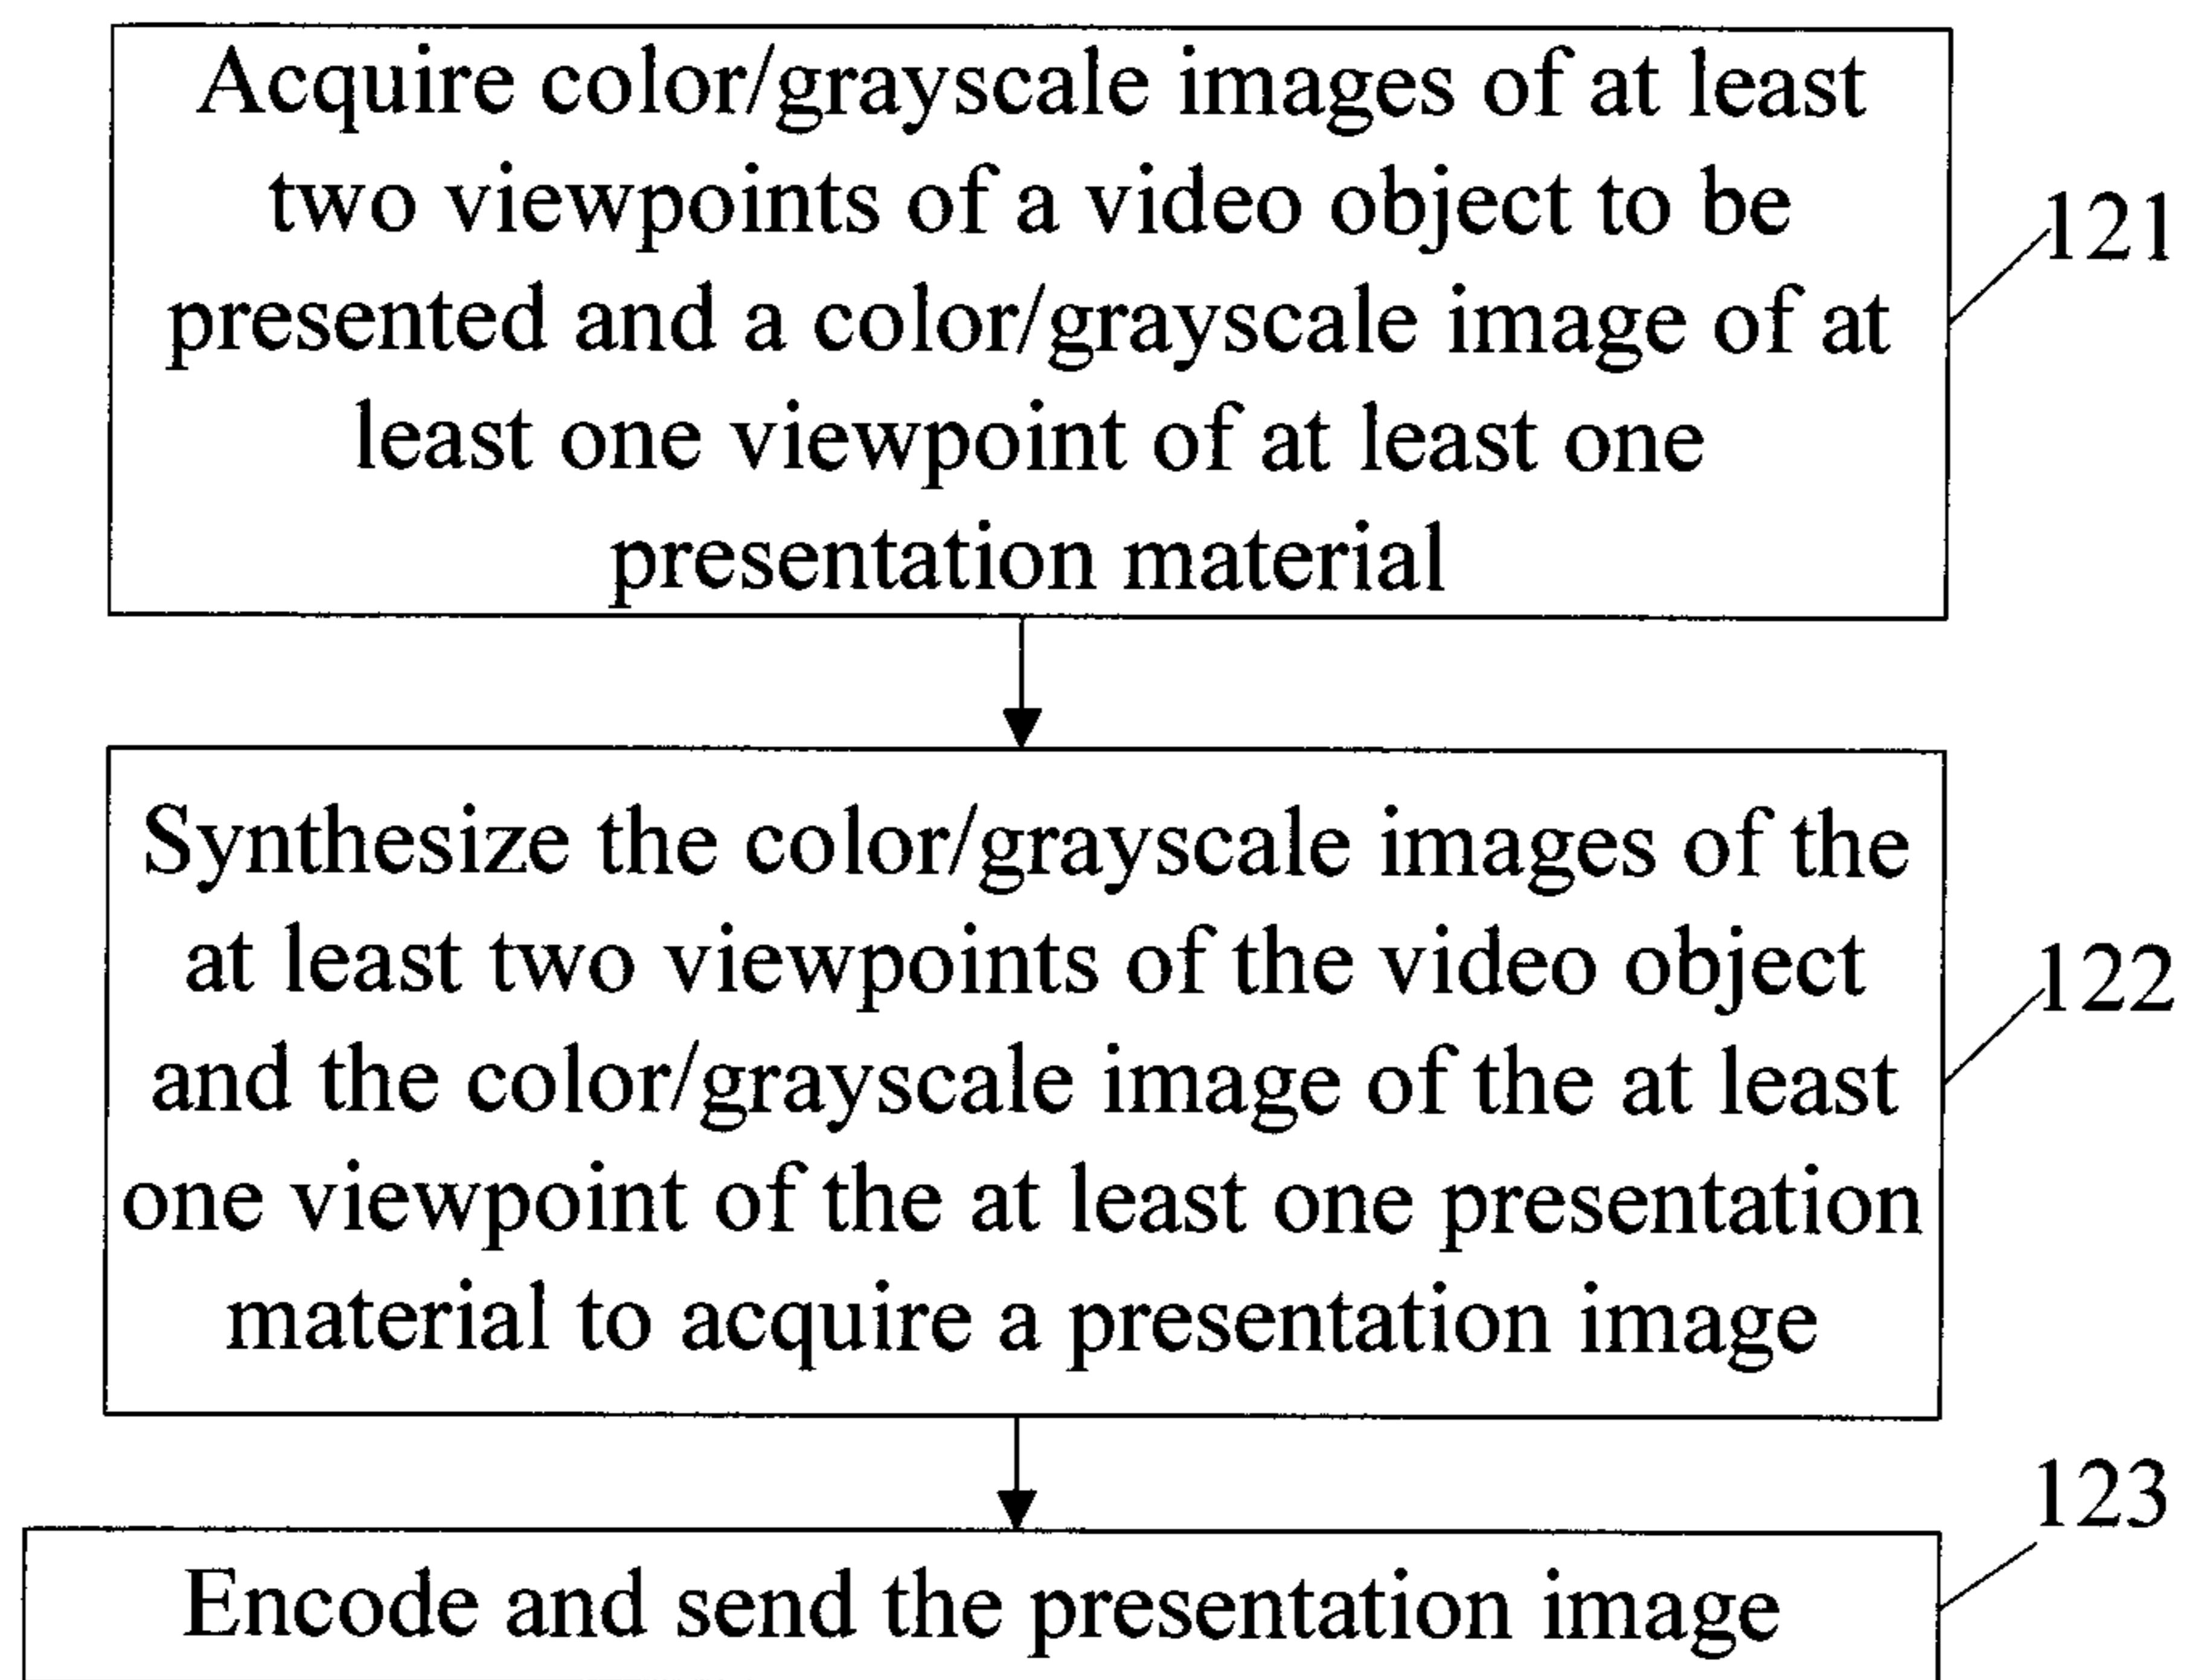 Acquire color/grayscale images of at least
two viewpoints of a video object to be
presented and a color/grayscale image of at
least one viewpoint of at least one
presentation material
121
Synthesize the color/grayscale images of the
at least two viewpoints of the video object
and the color/grayscale image of the at least
one viewpoint of the at least one presentation
material to acquire a presentation image
122
Encode and send the presentation image
123